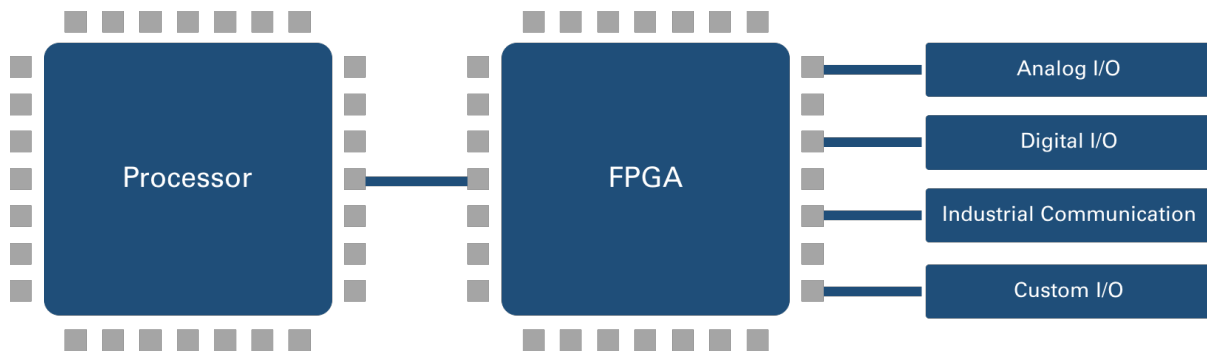 Processor
FPGA
Analog I/O
Digital I/O
Industrial Communication
Custom I/O